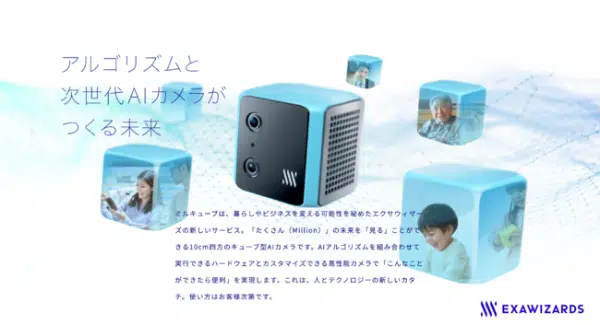 アルゴリズムと
次世代AIカメラが
つくる未来
ミルキューブは、暮らしやビジネスを変える可能性を秘めたエクサウィザー
ズの新しいサービス。「たくさん（Million）」の未来を「見る」ことがで
きる10cm四方のキューブ型AIカメラです。AIアルゴリズムを組み合わせて
実行できるハードウェアとカスタマイズできる高性能カメラで「こんなこと
ができたら便利」を実現します。これは、人とテクノロジーの新しいカタ
チ。使い方はお客様次第です。
EXAWIZARDS